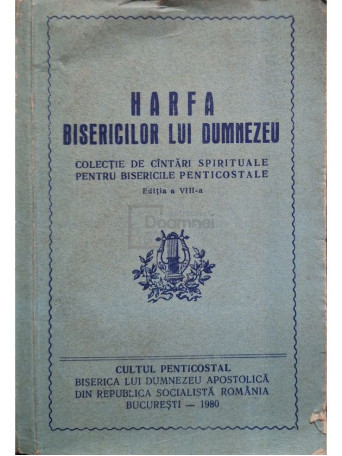 HARFA
BISERICILOR LUI DUMNEZEU
COLECȚIE DE CÎNTĂRI SPIRITUALE
PENTRU BISERICILE PENTICOSTALE
Ediția a VIII-a
Doamnei
CULTUL PENTICOSTAL
BISERICA LUI DUMNEZEU APOSTOLICĂ
DIN REPUBLICA SOCIALISTĂ ROMÂNIA
BUCUREȘTI — 1980